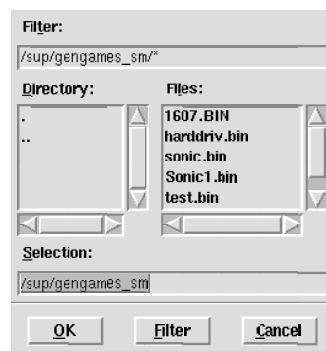 Filter:
/sup/gengames_sm/*
Directory:
Files:
.
..
1607.BIN
harddriv.bin
sonic.bin
Sonic1.bin
test.bin
Selection:
/sup/gengames_sm
OK
Filter
Cancel